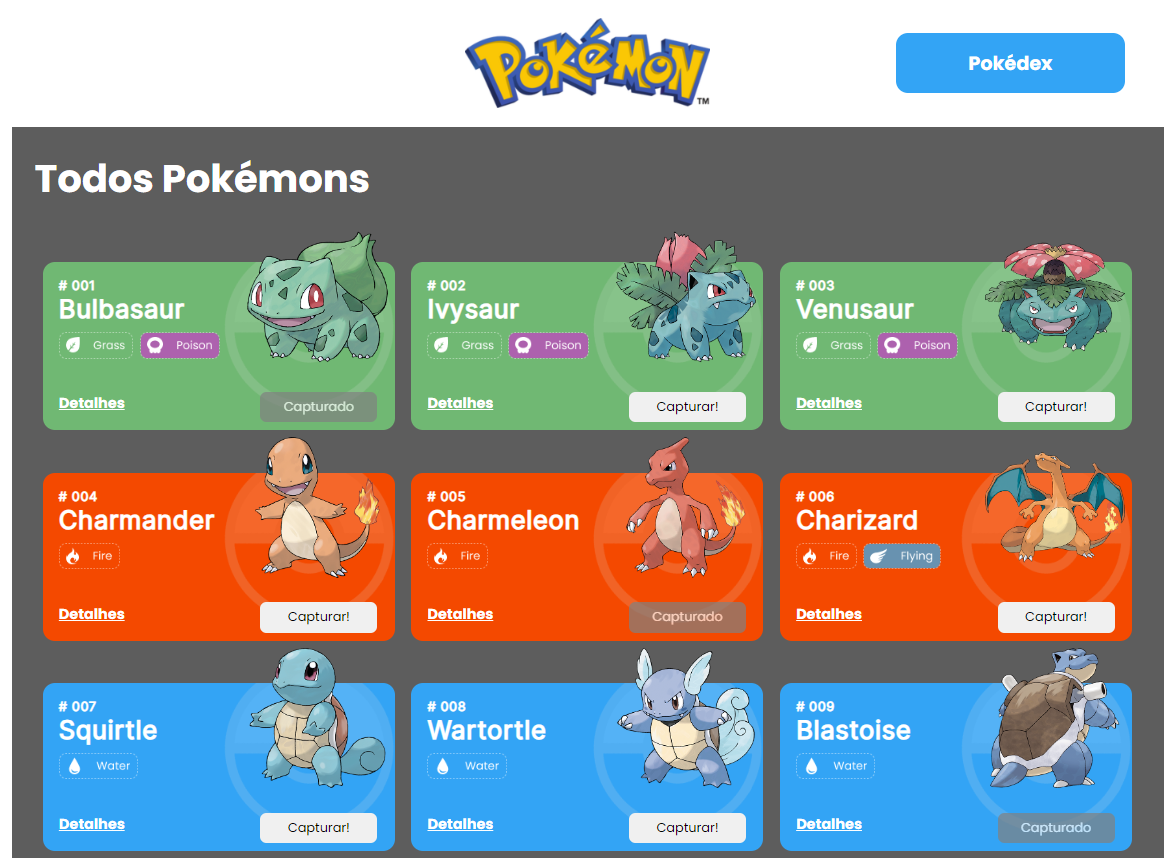 POKéMON
TM
Pokédex
Todos Pokémons
# 001
Bulbasaur
Grass Poison
Detalhes
Capturado
# 002
Ivysaur
Grass Poison
Detalhes
Capturar!
# 003
Venusaur
Grass Poison
Detalhes
Capturar!
# 004
Charmander
Fire
Detalhes
Capturar!
# 005
Charmeleon
Fire
Detalhes
Capturado
# 006
Charizard
Fire Flying
Detalhes
Capturar!
# 007
Squirtle
Water
Detalhes
Capturar!
# 008
Wartortle
Water
Detalhes
Capturar!
# 009
Blastoise
Water
Detalhes
Capturado